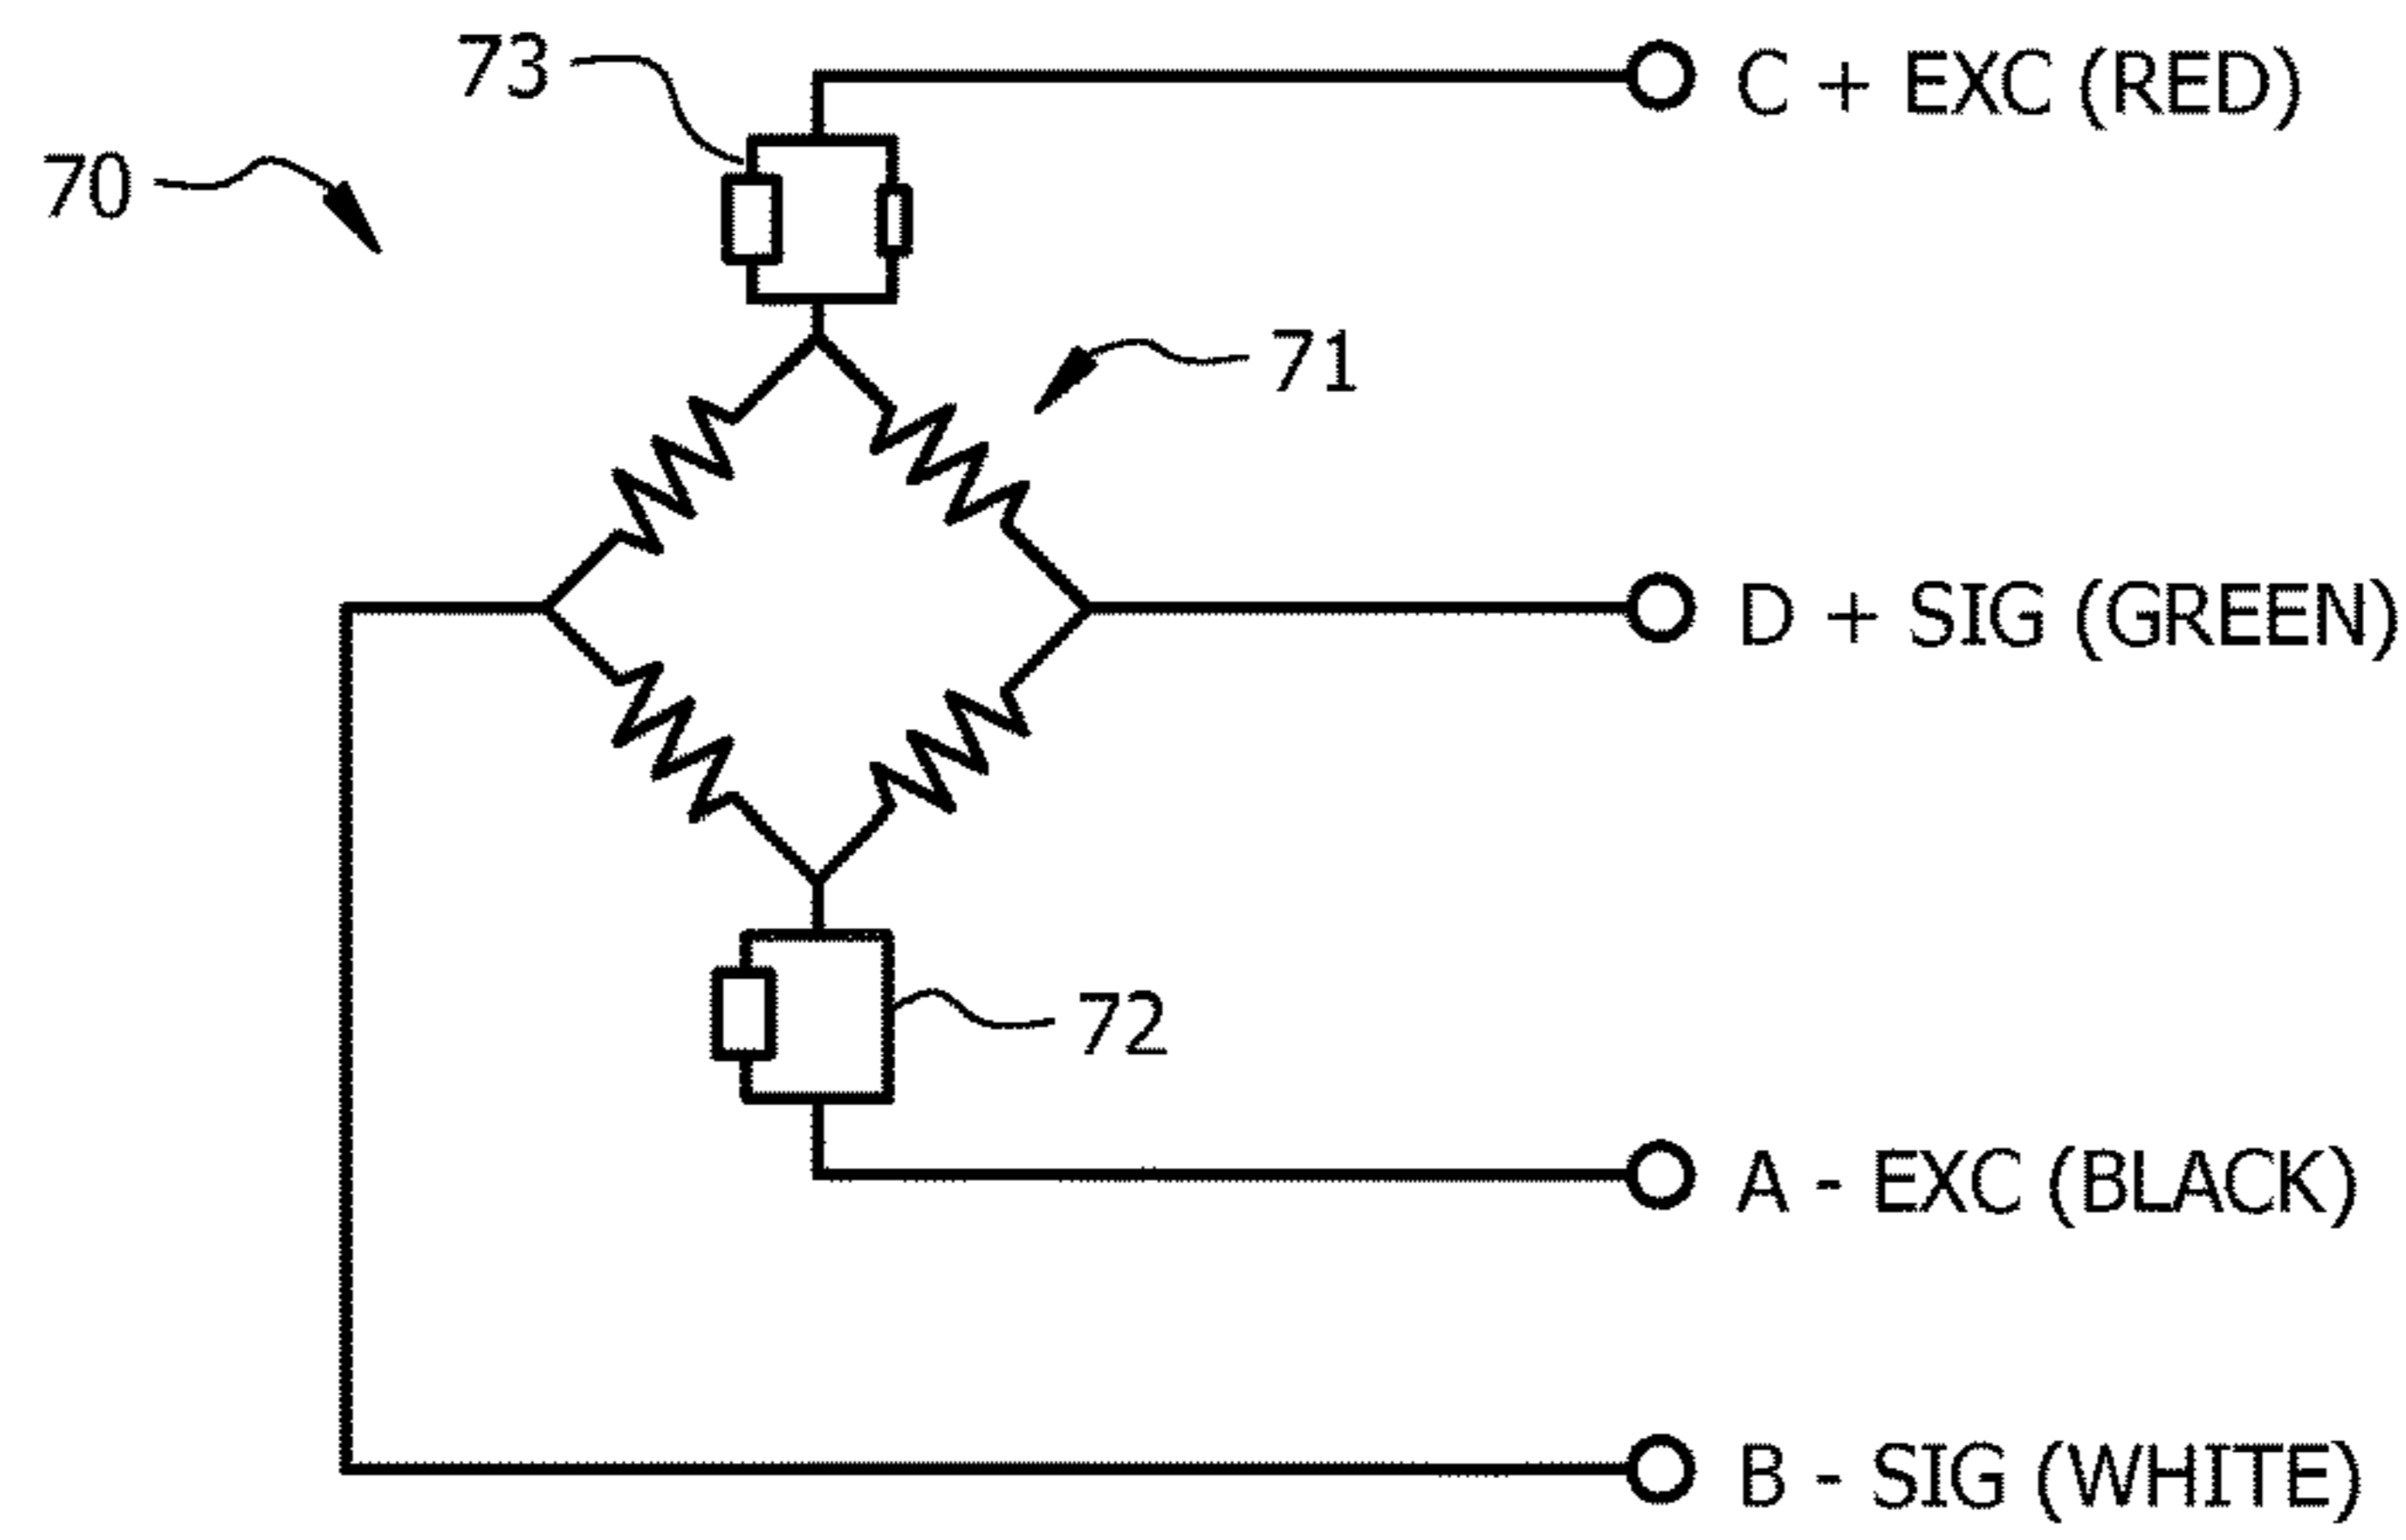 73
C + EXC (RED)
70
71
D + SIG (GREEN)
72
A - EXC (BLACK)
B - SIG (WHITE)